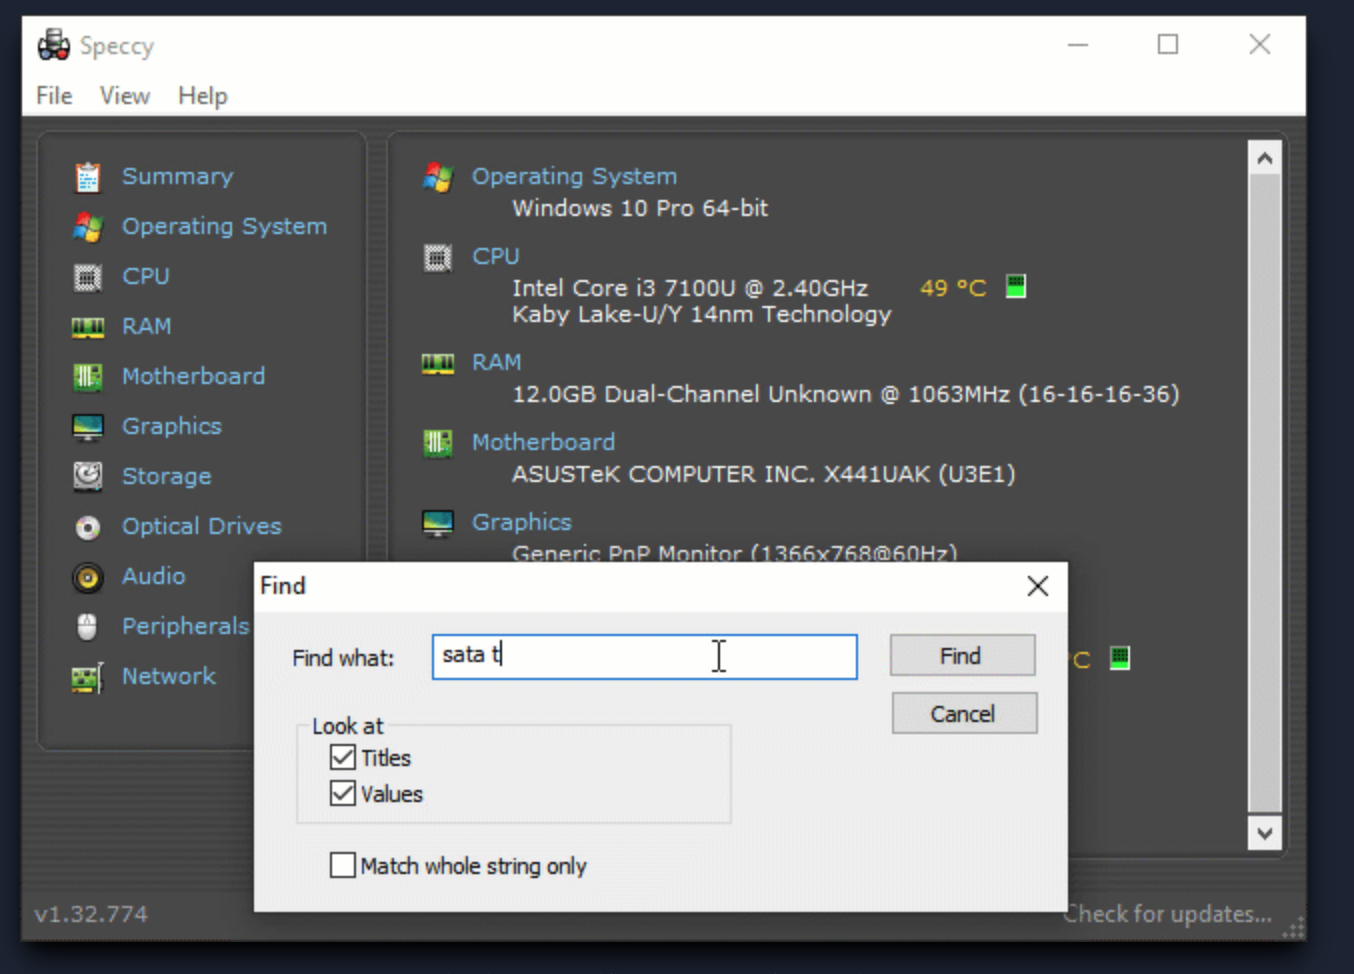 Speccy
File View Help
Summary
Operating System
CPU
RAM
Motherboard
Graphics
Storage
Optical Drives
Audio
Peripherals
Network
Operating System
Windows 10 Pro 64-bit
CPU
Intel Core i3 7100U @ 2.40GHz 49 °C
Kaby Lake-U/Y 14nm Technology
RAM
12.0GB Dual-Channel Unknown @ 1063MHz (16-16-16-36)
Motherboard
ASUSTeK COMPUTER INC. X441UAK (U3E1)
Graphics
Generic PnP Monitor (1366x768@60Hz)
°C
Find
Find what: sata t Find
Cancel
Look at
Titles
Values
Match whole string only
v1.32.774 Check for updates...